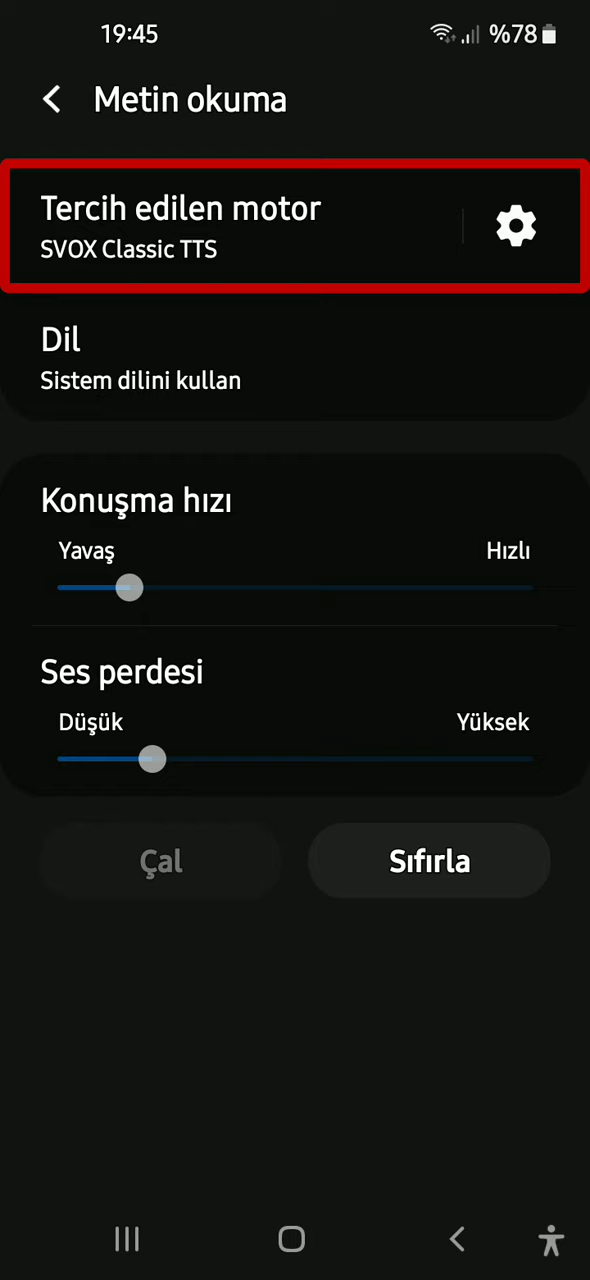 19:45
%78
Metin okuma
Tercih edilen motor
SVOX Classic TTS
Dil
Sistem dilini kullan
Konuşma hızı
Yavaş Hızlı
Ses perdesi
Düşük Yüksek
Çal Sıfırla